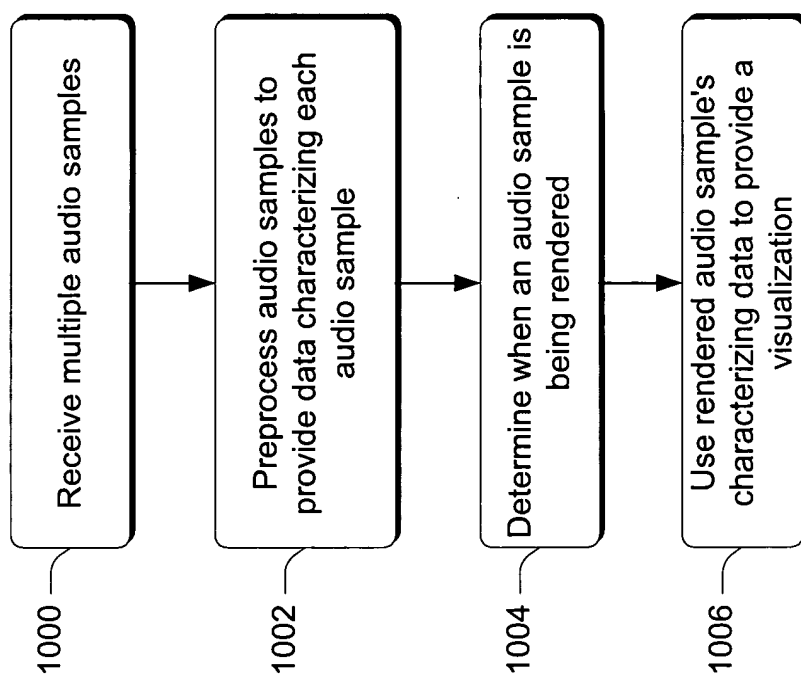 1000
Receive multiple audio samples
1002
Preprocess audio samples to
provide data characterizing each
audio sample
1004
Determine when an audio sample is
being rendered
1006
Use rendered audio sample's
characterizing data to provide a
visualization